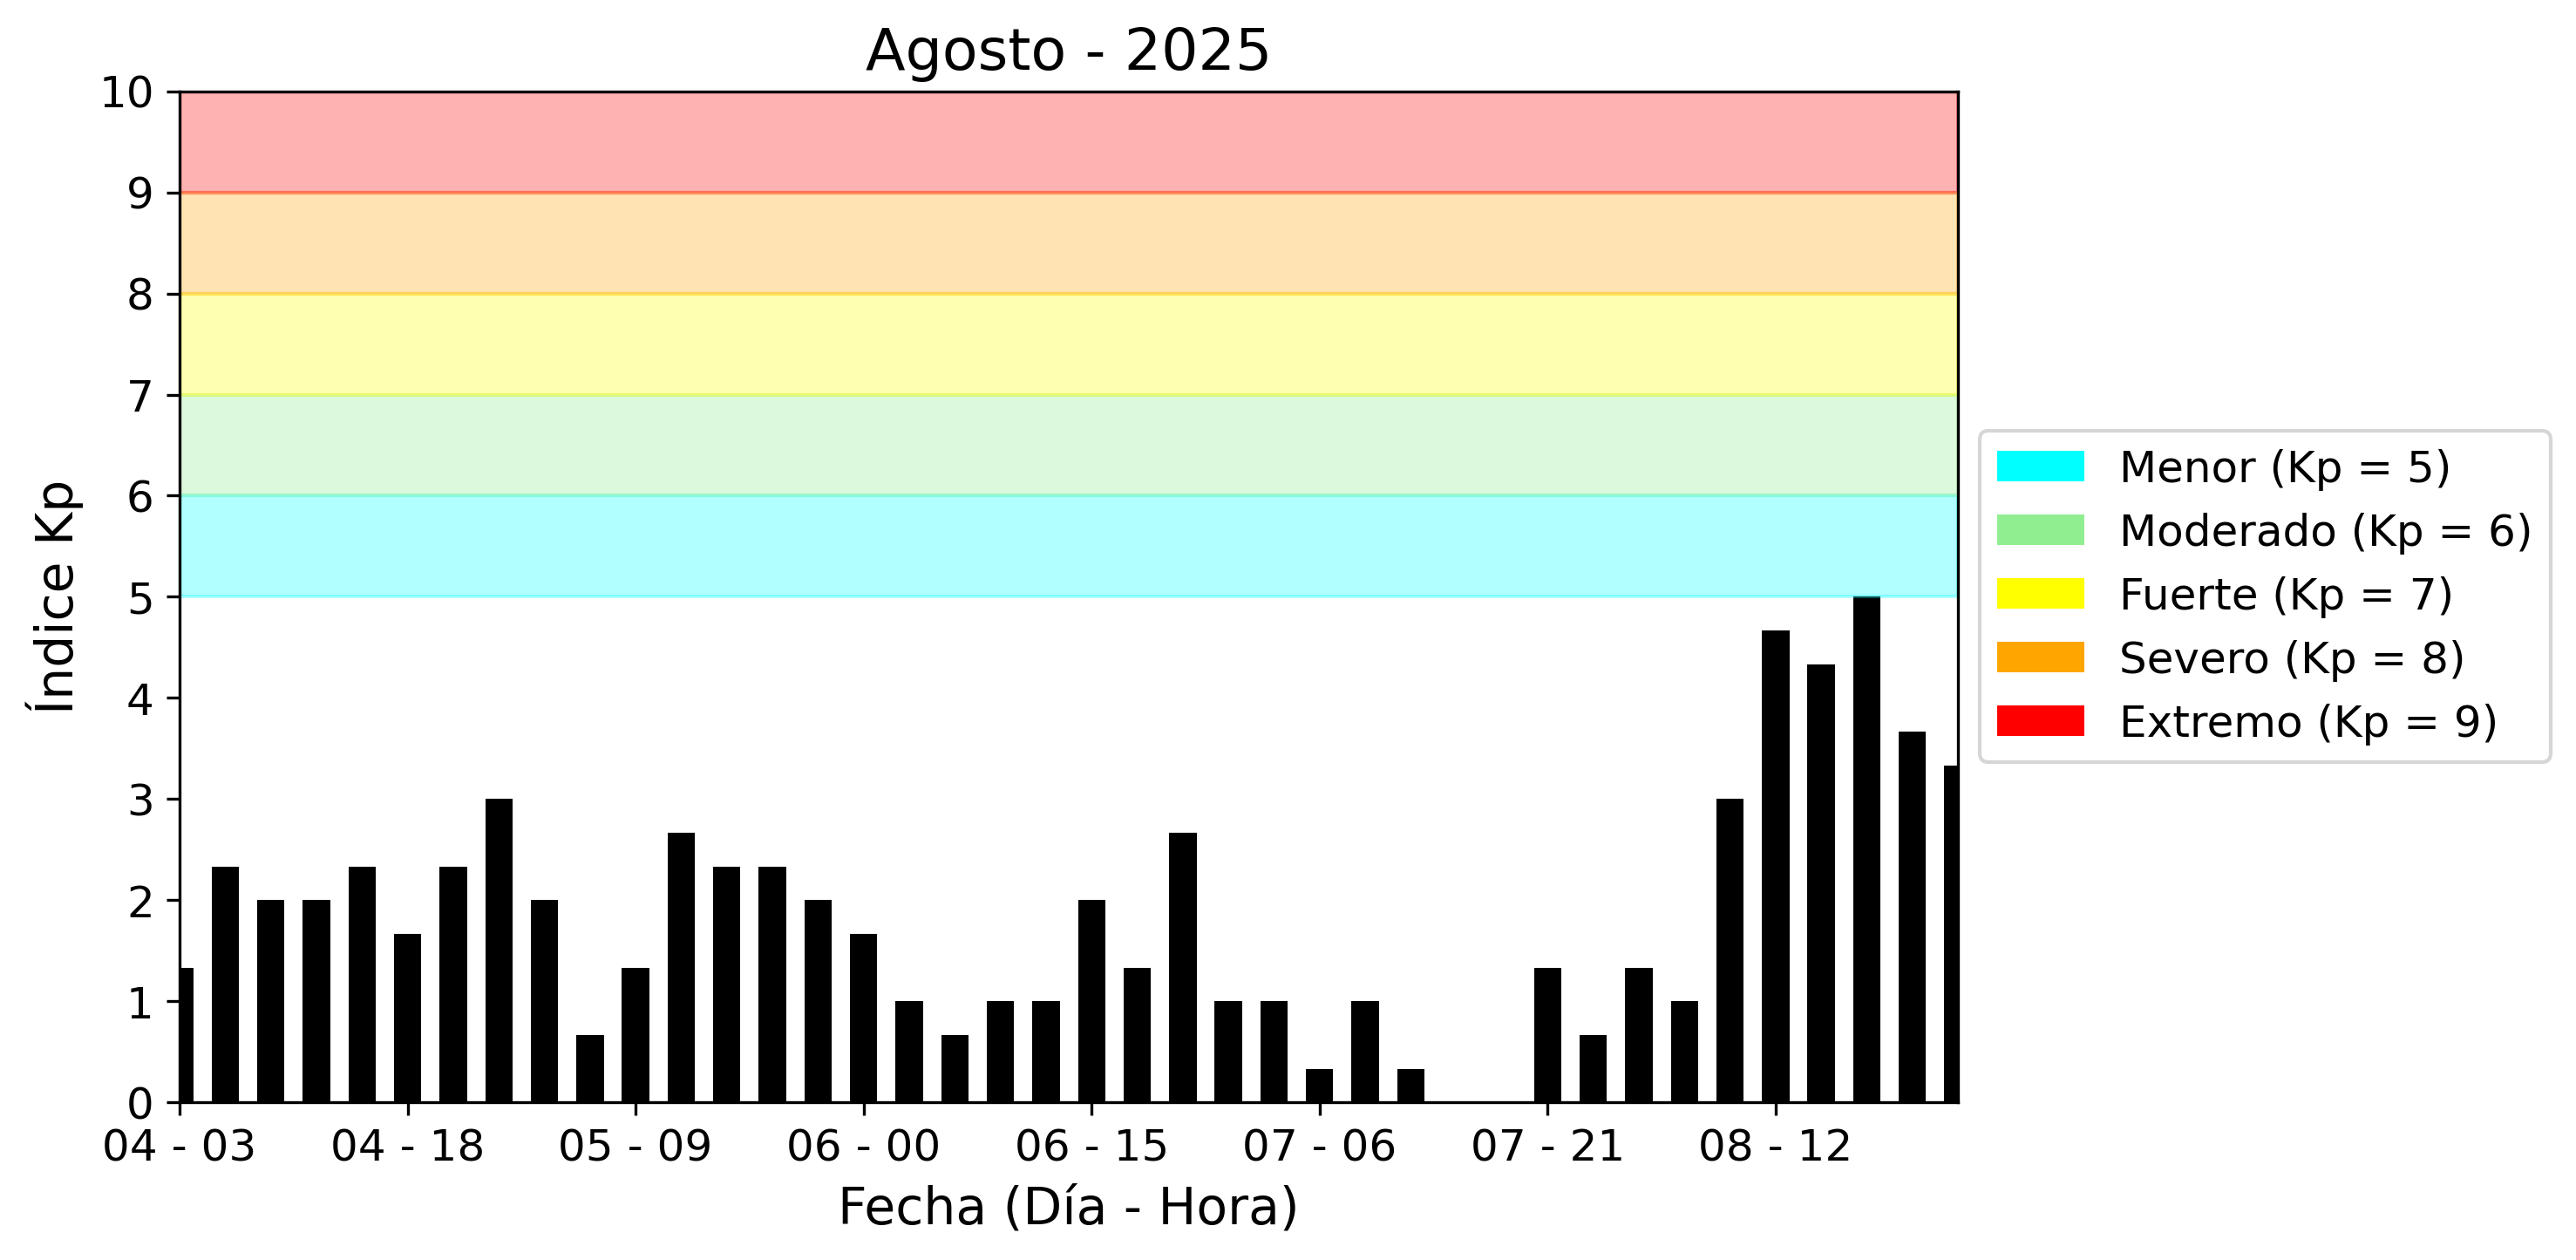 Agosto - 2025
Índice Kp
10
9
8
7
6
5
4
3
2
1
0
04 - 03
04 - 18
05 - 09
06 - 00
06 - 15
07 - 06
07 - 21
08 - 12
Fecha (Día - Hora)
Menor (Kp = 5)
Moderado (Kp = 6)
Fuerte (Kp = 7)
Severo (Kp = 8)
Extremo (Kp = 9)